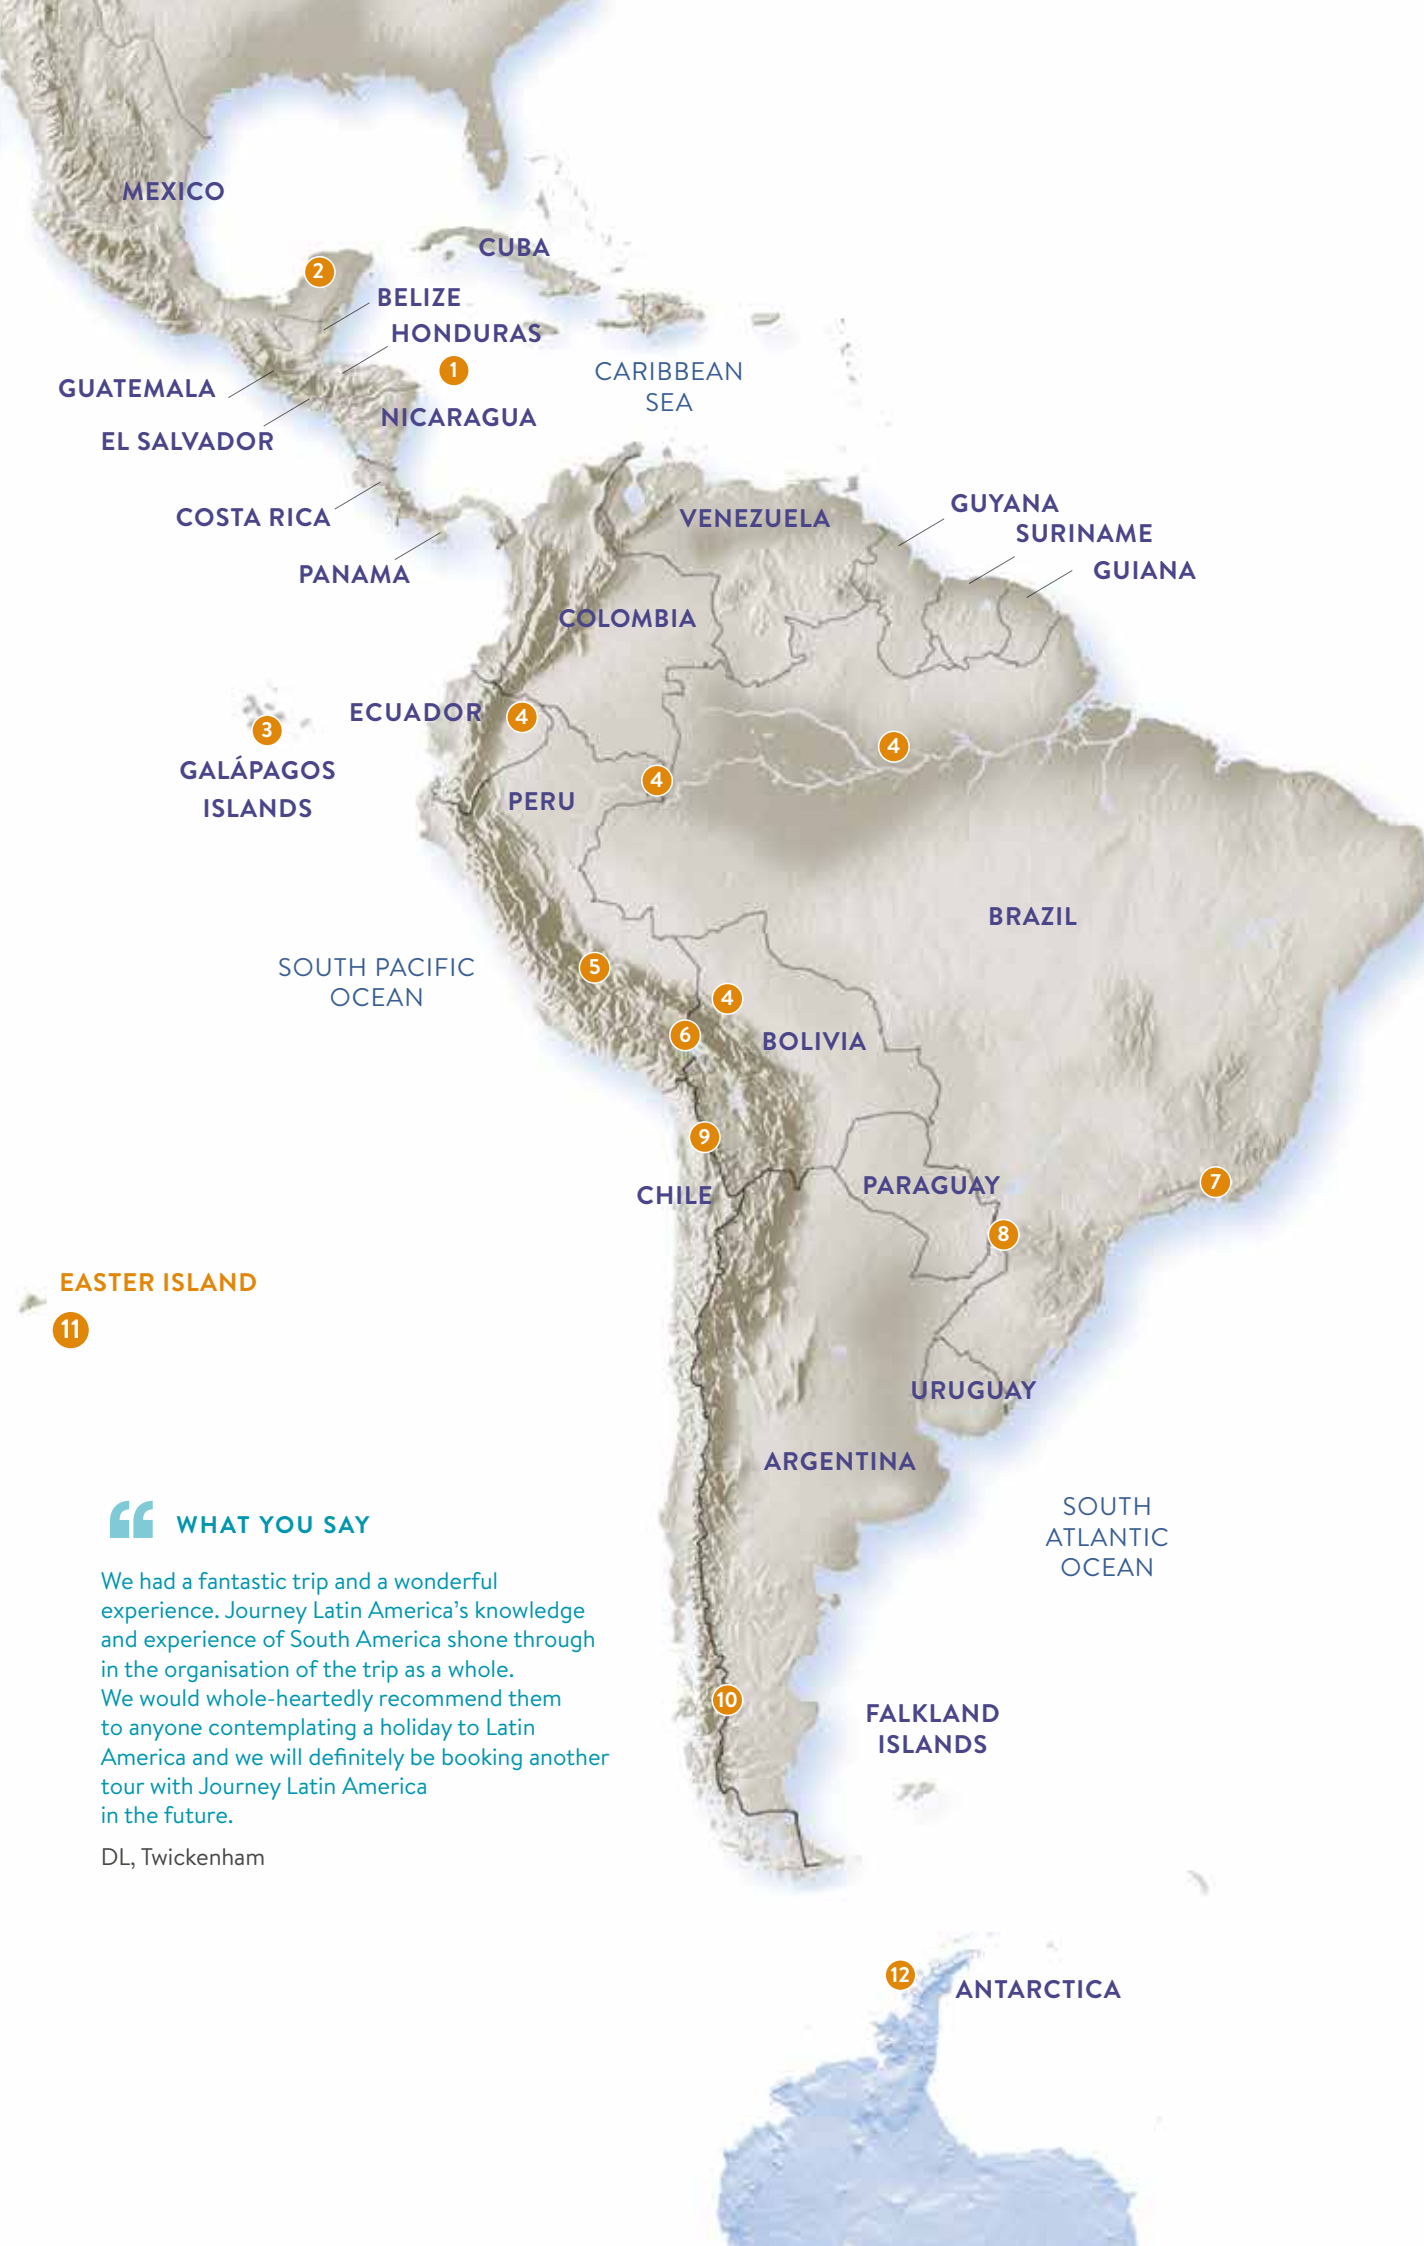 MEXICO
CUBA
2
BELIZE
HONDURAS
1
CARIBBEAN
SEA
GUATEMALA
NICARAGUA
EL SALVADOR
COSTA RICA
VENEZUELA
GUYANA
SURINAME
PANAMA
GUIANA
COLOMBIA
ECUADOR
4
3
4
GALÁPAGOS
ISLANDS
4
PERU
BRAZIL
SOUTH PACIFIC
OCEAN
5
4
6
BOLIVIA
9
CHILE
PARAGUAY
7
8
EASTER ISLAND
11
URUGUAY
ARGENTINA
SOUTH
ATLANTIC
OCEAN
“ WHAT YOU SAY
We had a fantastic trip and a wonderful
experience. Journey Latin America’s knowledge
and experience of South America shone through
in the organisation of the trip as a whole.
We would whole-heartedly recommend them
to anyone contemplating a holiday to Latin
America and we will definitely be booking another
tour with Journey Latin America
in the future.
DL, Twickenham
10
FALKLAND
ISLANDS
12
ANTARCTICA